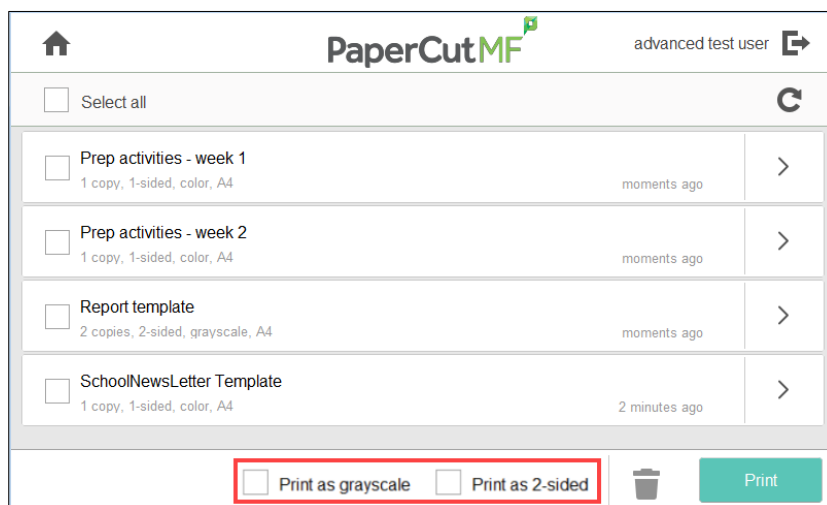 PaperCutMF
advanced test user
Select all
Prep activities - week 1
1 copy, 1-sided, color, A4
moments ago
Prep activities - week 2
1 copy, 1-sided, color, A4
moments ago
Report template
2 copies, 2-sided, grayscale, A4
moments ago
SchoolNewsLetter Template
1 copy, 1-sided, color, A4
2 minutes ago
Print as grayscale Print as 2-sided Print